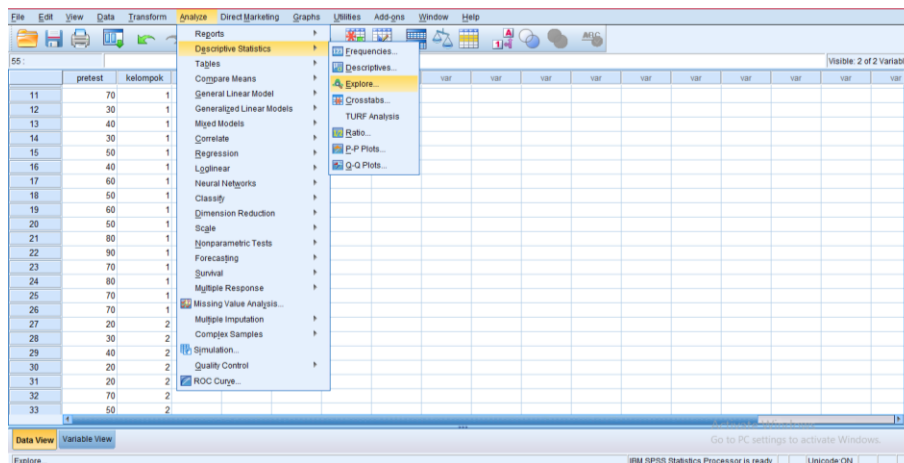 File Edit View Data Transform Analyze Direct Marketing Graphs Utilities Add-ons Window Help
55 :
Visible: 2 of 2 Variabl
pretest kelompok var var var var var var var
Reports
Descriptive Statistics
Tables
Compare Means
General Linear Model
Generalized Linear Models
Mixed Models
Correlate
Regression
Loglinear
Neural Networks
Classify
Dimension Reduction
Scale
Nonparametric Tests
Forecasting
Survival
Multiple Response
Missing Value Analysis...
Multiple Imputation
Complex Samples
Simulation...
Quality Control
ROC Curve...
Frequencies...
Descriptives...
Explore...
Crosstabs...
TURF Analysis
Ratio...
P-P Plots...
Q-Q Plots...
11 70 1
12 30 1
13 40 1
14 30 1
15 50 1
16 40 1
17 60 1
18 50 1
19 60 1
20 50 1
21 80 1
22 90 1
23 70 1
24 80 1
25 70 1
26 70 1
27 20 2
28 30 2
29 40 2
30 20 2
31 20 2
32 70 2
33 50 2
Data View Variable View
Go to PC settings to activate Windows.
Explore...
IBM SPSS Statistics Processor is ready Unicode:ON